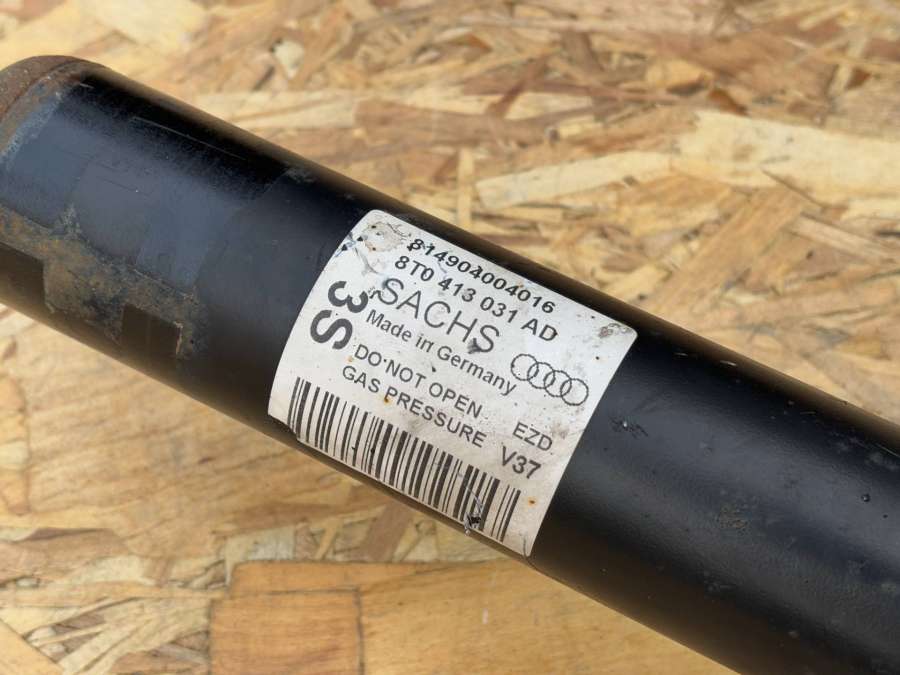 814904004016
8T0 413 031 AD
SACHS
Made in Germany
DO NOT OPEN
GAS PRESSURE
EZD
V37
3S